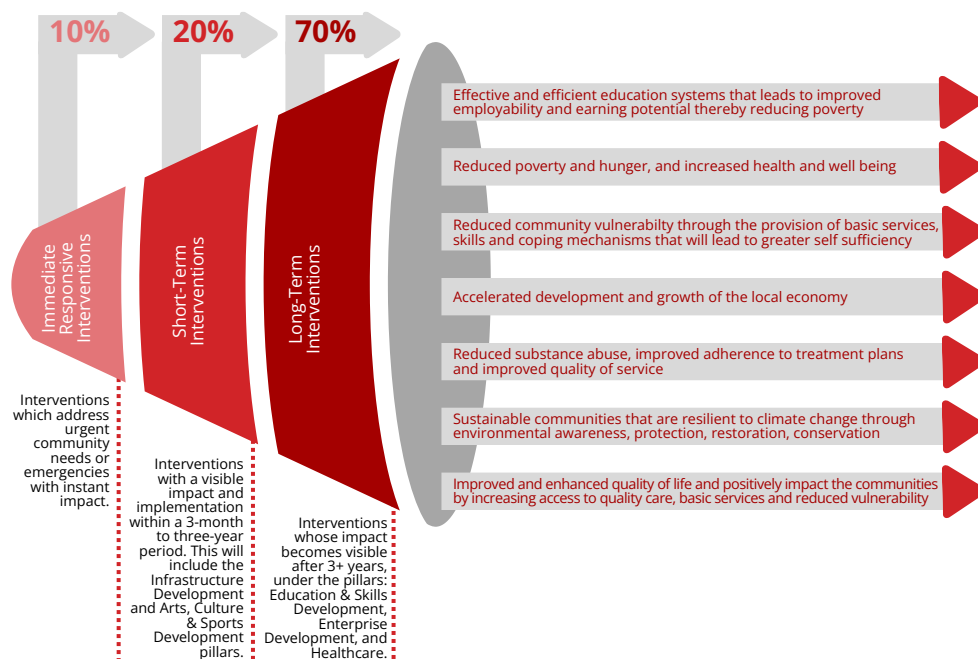 10%
20%
70%
Immediate
Responsive
Interventions
Short-Term
Interventions
Long-Term
Interventions
Interventions
which address
urgent
community
needs or
emergencies
with instant
impact.
Interventions
with a visible
impact and
implementation
within a 3-month
to three-year
period. This will
include the
Infrastructure
Development
and Arts, Culture
& Sports
Development
pillars.
Interventions
whose impact
becomes visible
after 3+ years,
under the pillars:
Education & Skills
Development,
Enterprise
Development, and
Healthcare.
Effective and efficient education systems that leads to improved
employability and earning potential thereby reducing poverty
Reduced poverty and hunger, and increased health and well being
Reduced community vulnerabilty through the provision of basic services,
skills and coping mechanisms that will lead to greater self sufficiency
Accelerated development and growth of the local economy
Reduced substance abuse, improved adherence to treatment plans
and improved quality of service
Sustainable communities that are resilient to climate change through
environmental awareness, protection, restoration, conservation
Improved and enhanced quality of life and positively impact the communities
by increasing access to quality care, basic services and reduced vulnerability